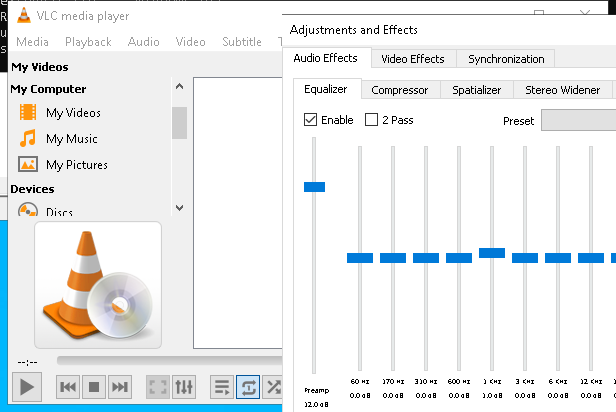 VLC media player
Media Playback Audio Video Subtitle
My Videos
My Computer
My Videos
My Music
My Pictures
Devices
Discs
--:--
Adjustments and Effects
Audio Effects Video Effects Synchronization
Equalizer Compressor Spatializer Stereo Widener
Enable 2 Pass Preset
60 Hz 170 Hz 310 Hz 600 Hz 1 KHz 3 KHz 6 KHz 12 KHz
Preamp 0.0 dB 0.0 dB 0.0 dB 0.0 dB 1.0 dB 0.0 dB 0.0 dB 0.0 dB
12.0 dB